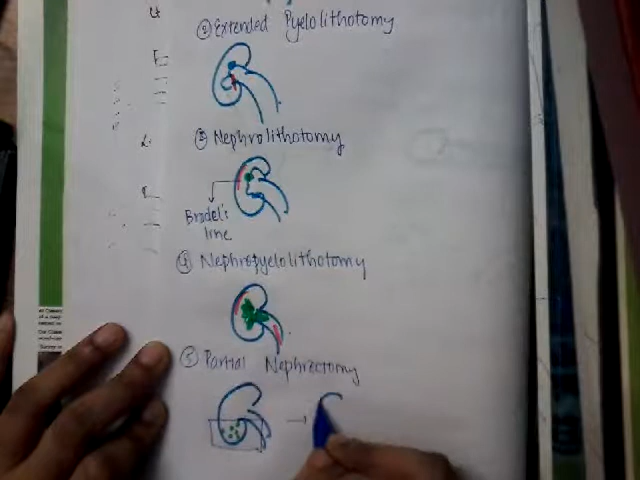 ② Extended Pyelolithotomy
③ Nephrolithotomy
Brodel's
line
④ Nephropyelolithotomy
⑤ Partial Nephrectomy